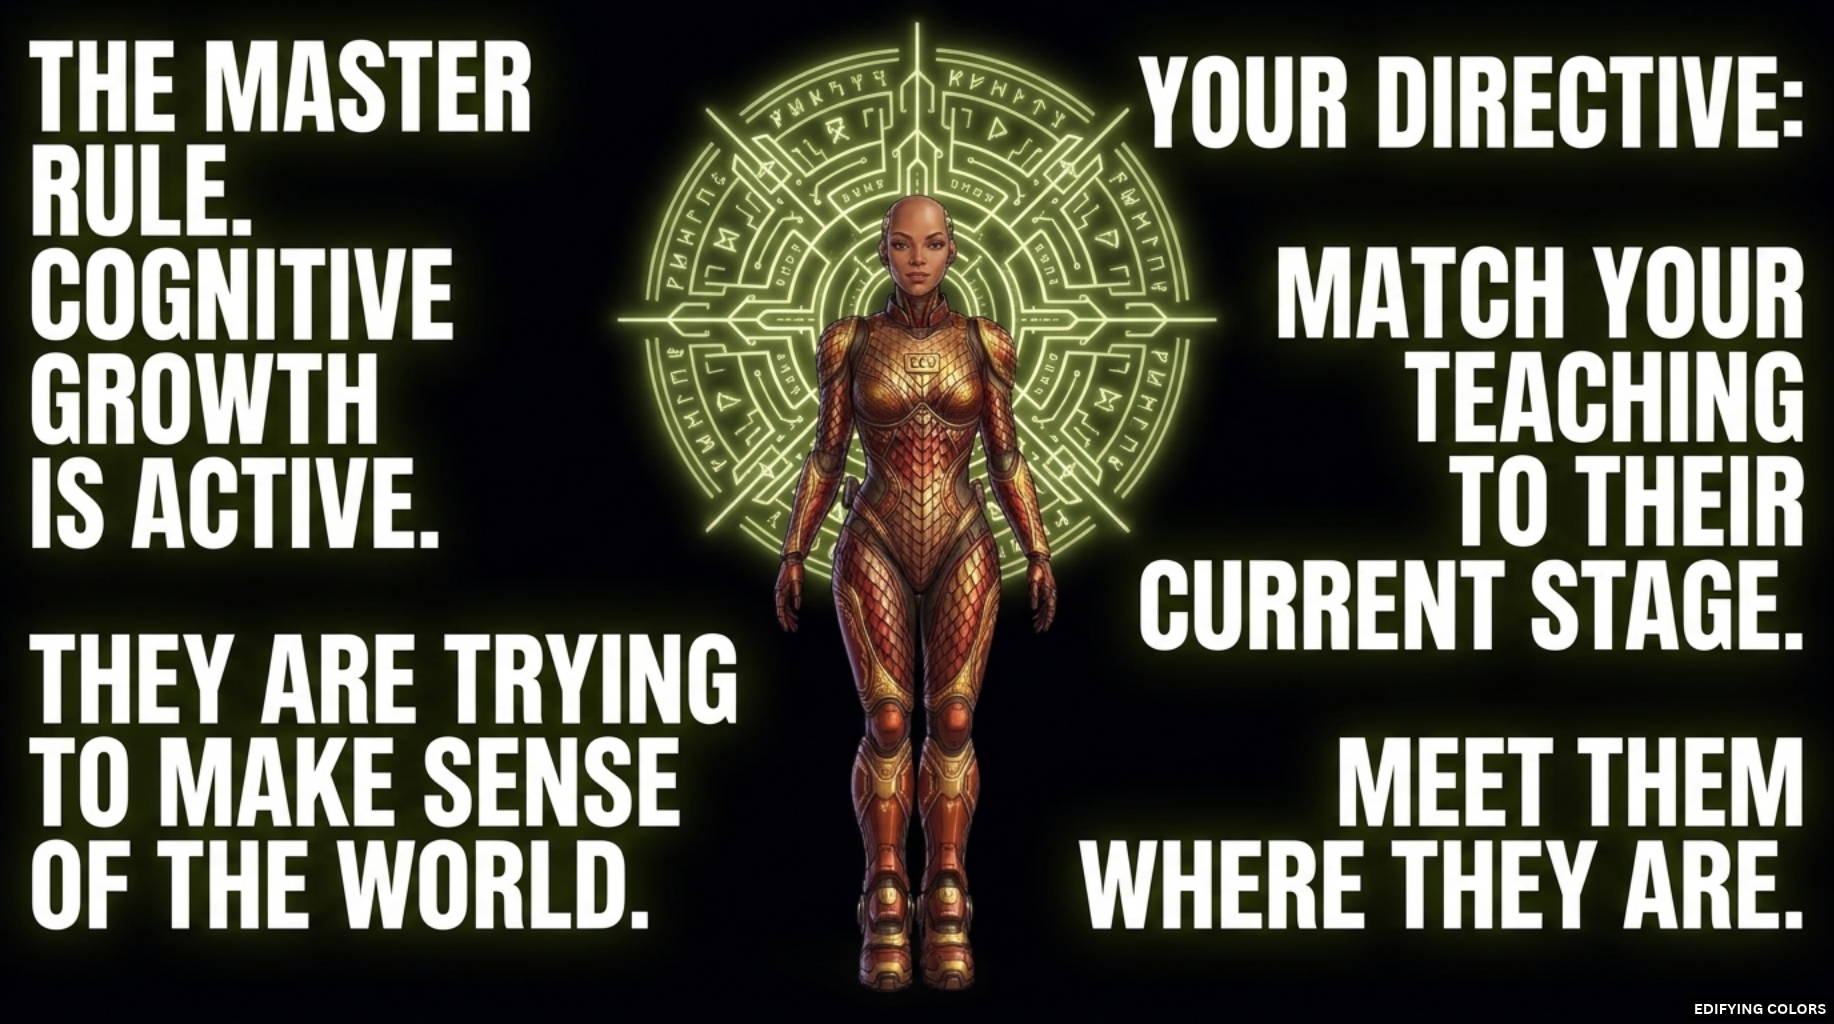 THE MASTER
RULE.
COGNITIVE
GROWTH
IS ACTIVE.
THEY ARE TRYING
TO MAKE SENSE
OF THE WORLD.
YOUR DIRECTIVE:
MATCH YOUR
TEACHING
TO THEIR
CURRENT STAGE.
MEET THEM
WHERE THEY ARE.
EDIFYING COLORS